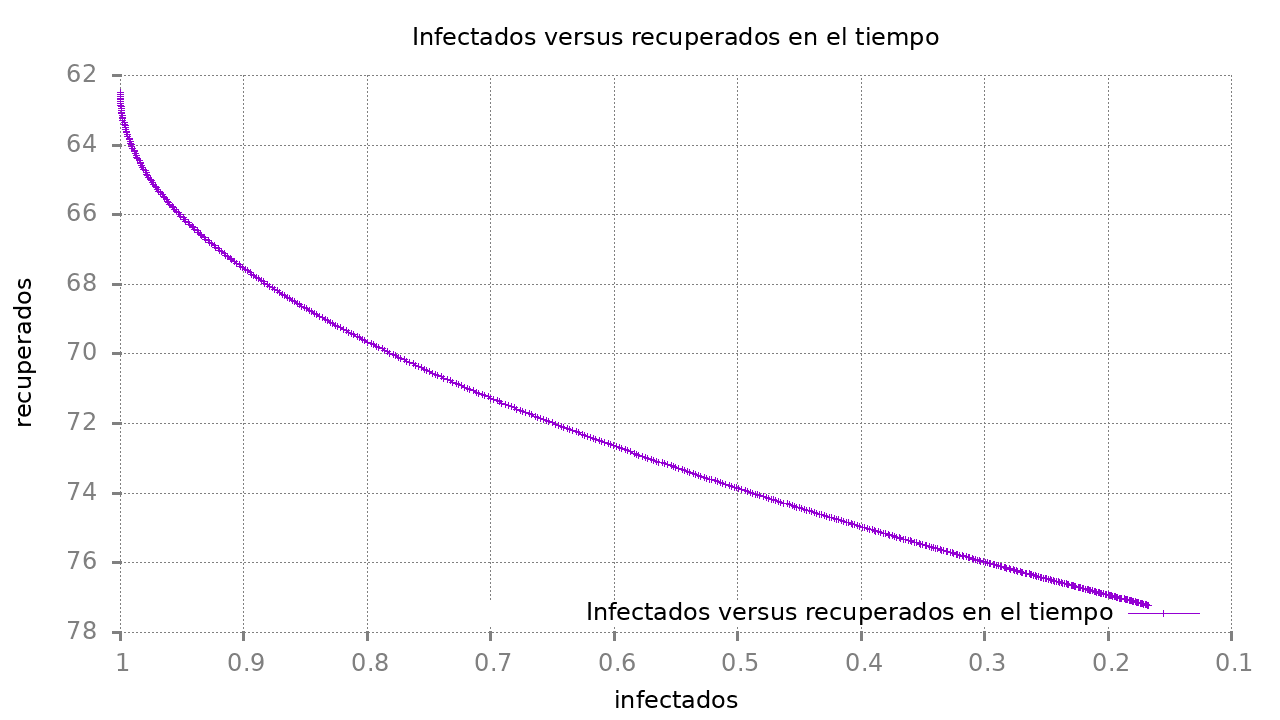 Infectados versus recuperados en el tiempo
62
64
66
68
70
72
74
76
78
recuperados
Infectados versus recuperados en el tiempo
1 0.9 0.8 0.7 0.6 0.5 0.4 0.3 0.2 0.1
infectados